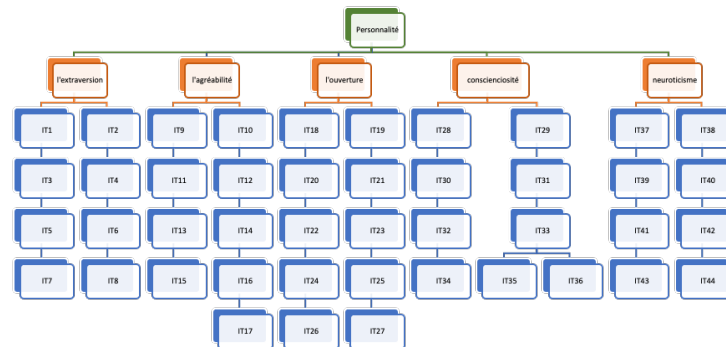 Personnalité
l'extraversion
l'agréabilité
l'ouverture
conscienciosité
neuroticisme
IT1
IT2
IT9
IT10
IT18
IT19
IT28
IT29
IT37
IT38
IT3
IT4
IT11
IT12
IT20
IT21
IT30
IT31
IT39
IT40
IT5
IT6
IT13
IT14
IT22
IT23
IT32
IT33
IT41
IT42
IT7
IT8
IT15
IT16
IT24
IT25
IT34
IT35
IT36
IT43
IT44
IT17
IT26
IT27